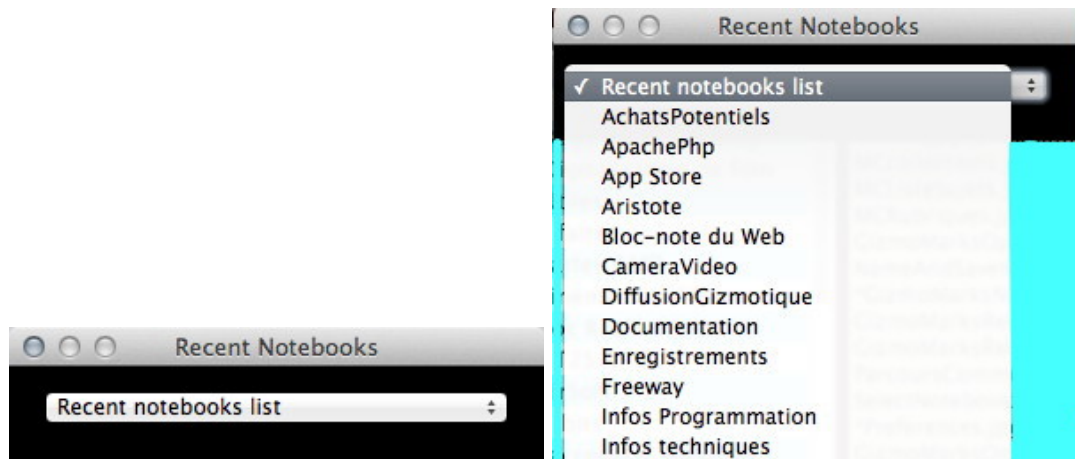 Recent Notebooks
Recent notebooks list
Recent Notebooks
✓ Recent notebooks list
AchatsPotentiels
ApachePhp
App Store
Aristote
Bloc-note du Web
CameraVideo
DiffusionGizmotique
Documentation
Enregistrements
Freeway
Infos Programmation
Infos techniques